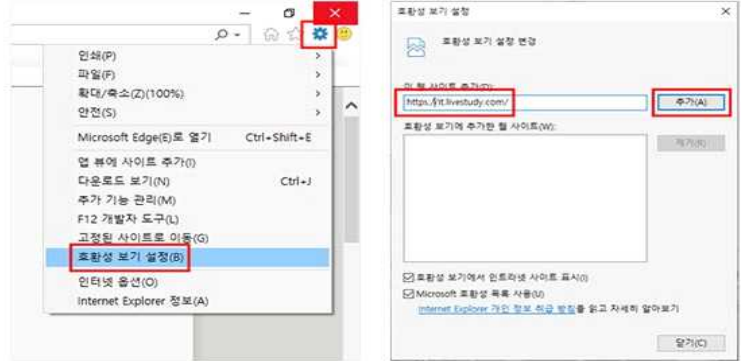 인쇄(P)
파일(F)
확대/축소(Z)(100%)
안전(S)
Microsoft Edge(E)로 열기 Ctrl+Shift+E
앱 뷰에 사이트 추가(I)
다운로드 보기(N) Ctrl+J
추가 기능 관리(M)
F12 개발자 도구(L)
고정된 사이트로 이동(G)
호환성 보기 설정(B)
인터넷 옵션(O)
Internet Explorer 정보(A)
호환성 보기 설정
호환성 보기 설정 변경
이 웹 사이트 추가(D):
livestudy.com/
추가(A)
호환성 보기에 추가한 웹 사이트(W):
제거(R)
호환성 보기에서 인트라넷 사이트 표시(I)
Microsoft 호환성 목록 사용(U)
Internet Explorer 개인 정보 취급 방침을 읽고 자세히 알아보기
닫기(C)